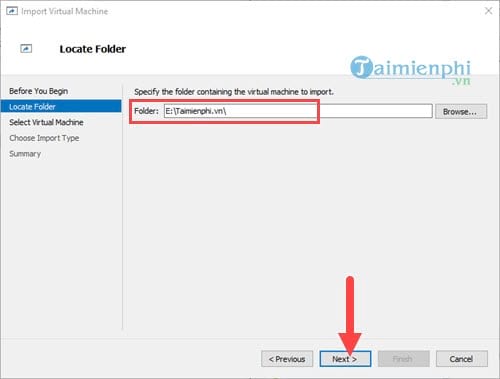 Import Virtual Machine
Locate Folder
Taimienphi
.vn
Before You Begin
Locate Folder
Select Virtual Machine
Choose Import Type
Summary
Specify the folder containing the virtual machine to import.
Folder: E:\Taimienphi.vn\ Browse...
< Previous Next > Finish Cancel